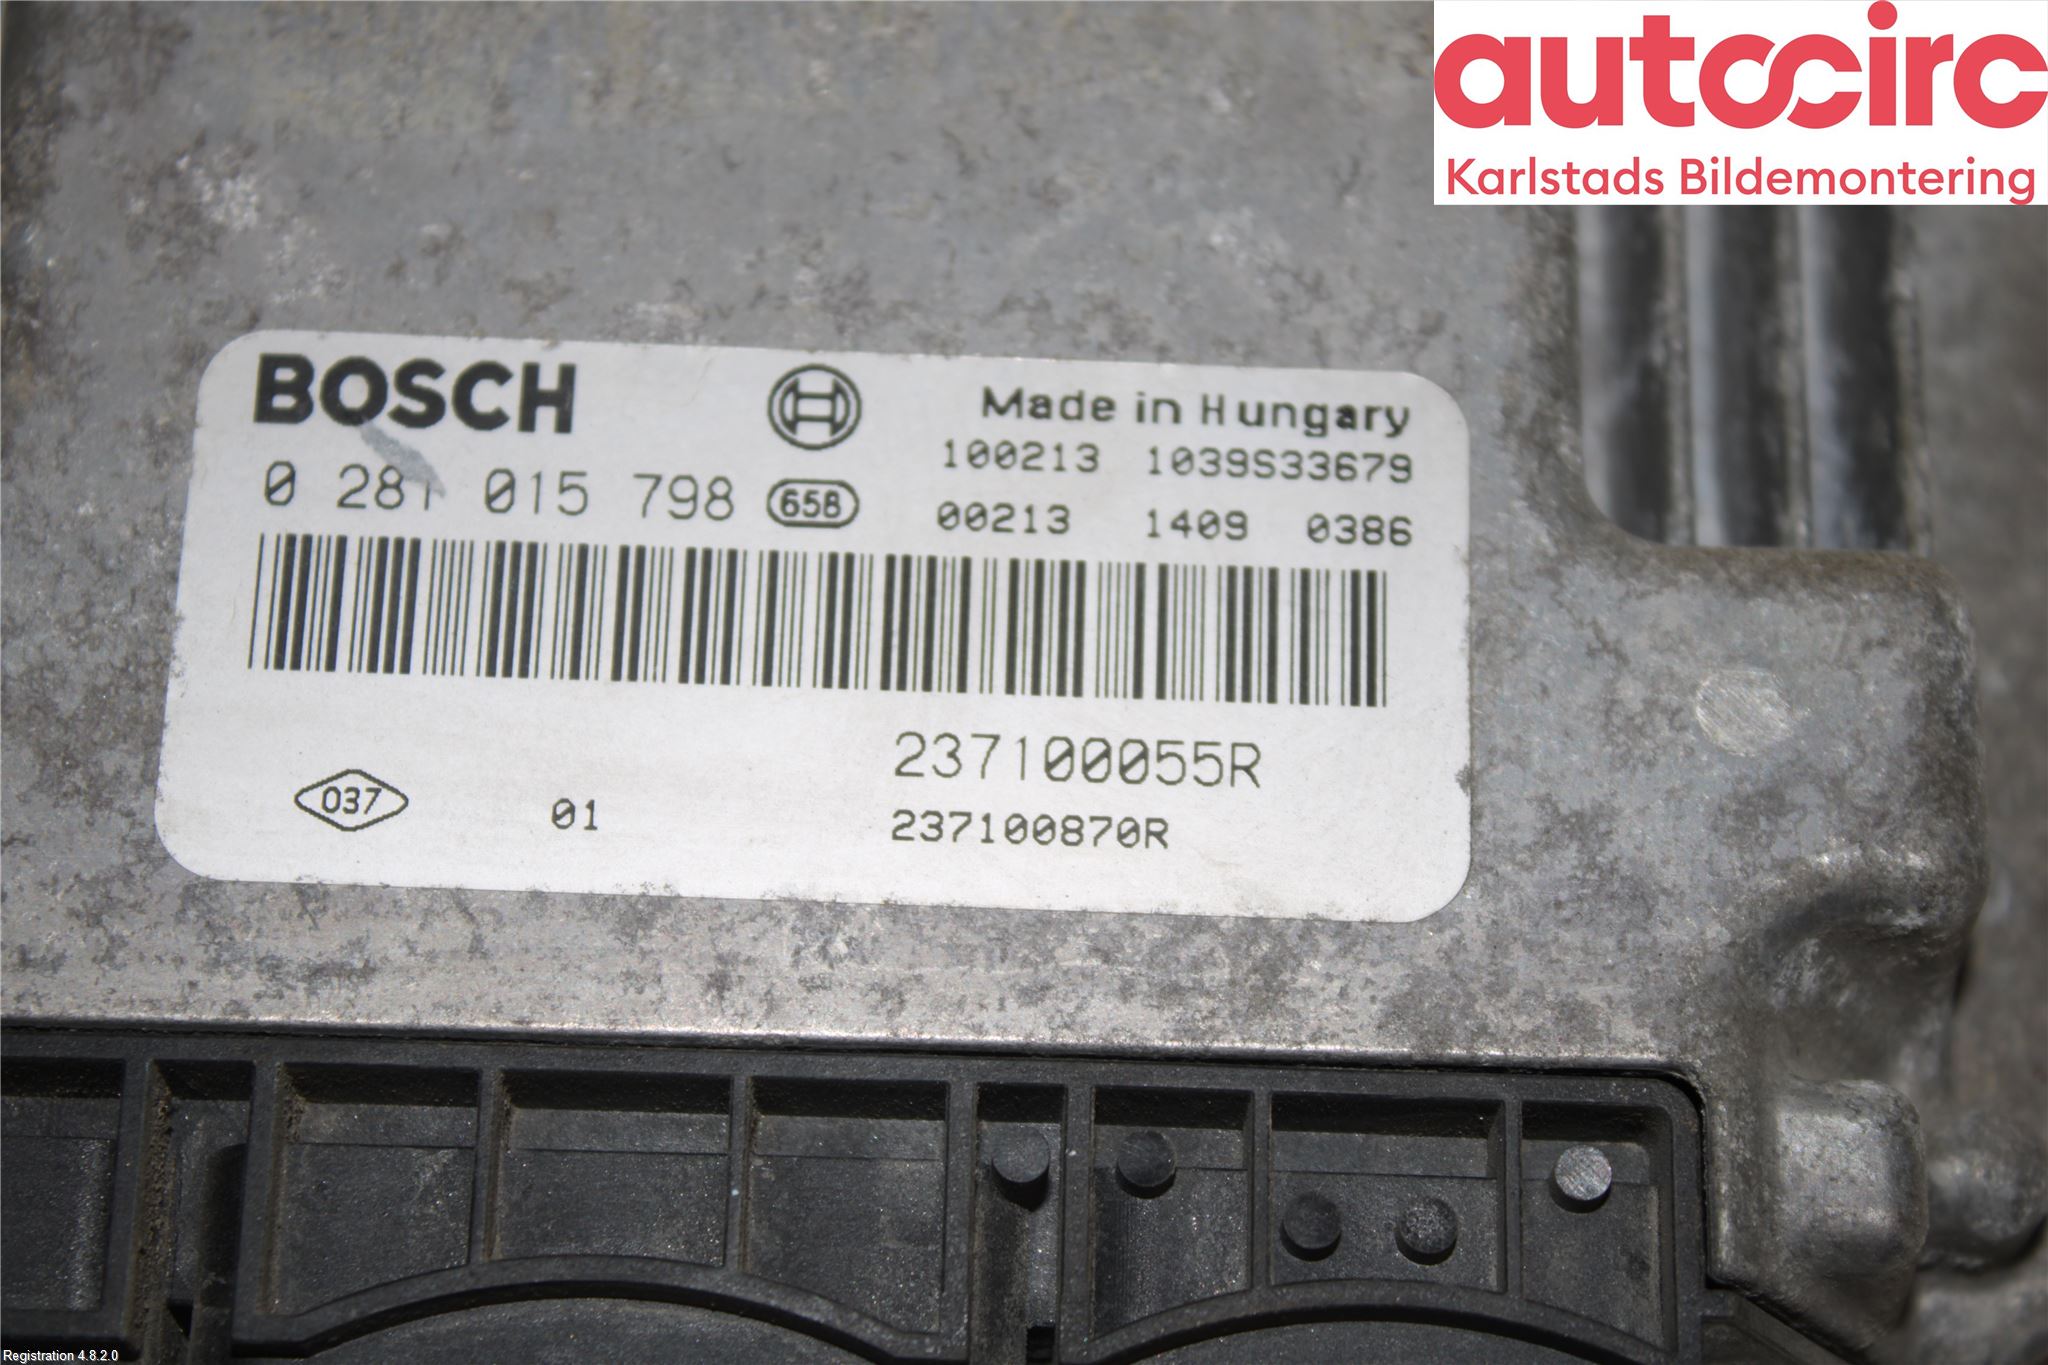 autocirc
Karlstads Bildemontering
BOSCH
Made in Hungary
100213 1039S33679
0 281 015 798 658
00213 1409 0386
237100055R
037 01
237100870R
Registration 4.8.2.0